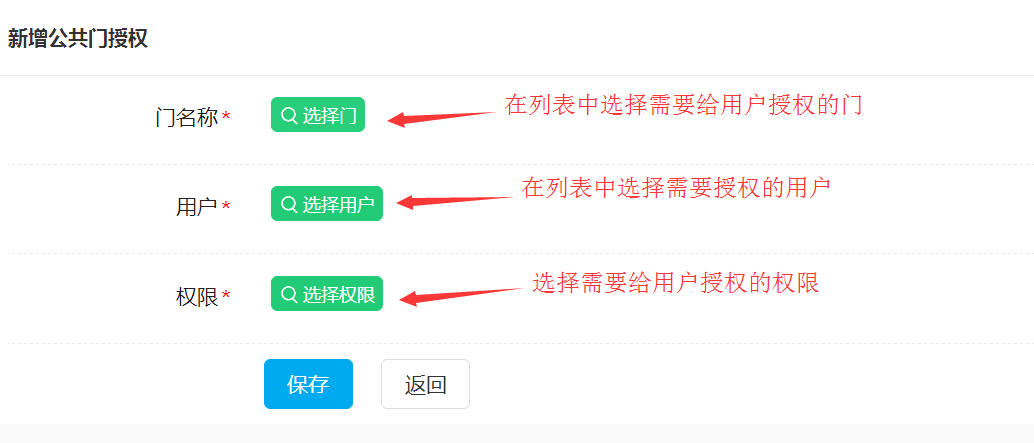 新增公共门授权
门名称* 选择门 在列表中选择需要给用户授权的门
用户* 选择用户 在列表中选择需要授权的用户
权限* 选择权限 选择需要给用户授权的权限
保存 返回